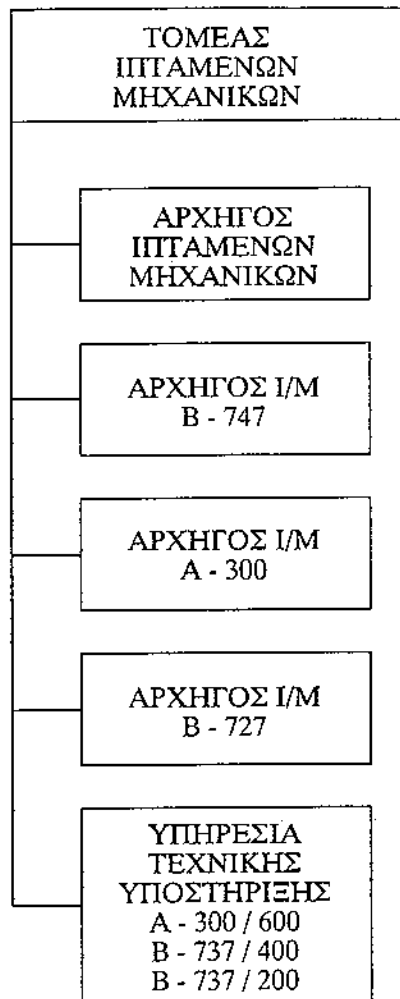 ΤΟΜΕΑΣ
ΙΠΤΑΜΕΝΩΝ
ΜΗΧΑΝΙΚΩΝ
ΑΡΧΗΓΟΣ
ΙΠΤΑΜΕΝΩΝ
ΜΗΧΑΝΙΚΩΝ
ΑΡΧΗΓΟΣ Ι/Μ
Β - 747
ΑΡΧΗΓΟΣ Ι/Μ
Α - 300
ΑΡΧΗΓΟΣ Ι/Μ
Β - 727
ΥΠΗΡΕΣΙΑ
ΤΕΧΝΙΚΗΣ
ΥΠΟΣΤΗΡΙΞΗΣ
Α - 300 / 600
Β - 737 / 400
Β - 737 / 200